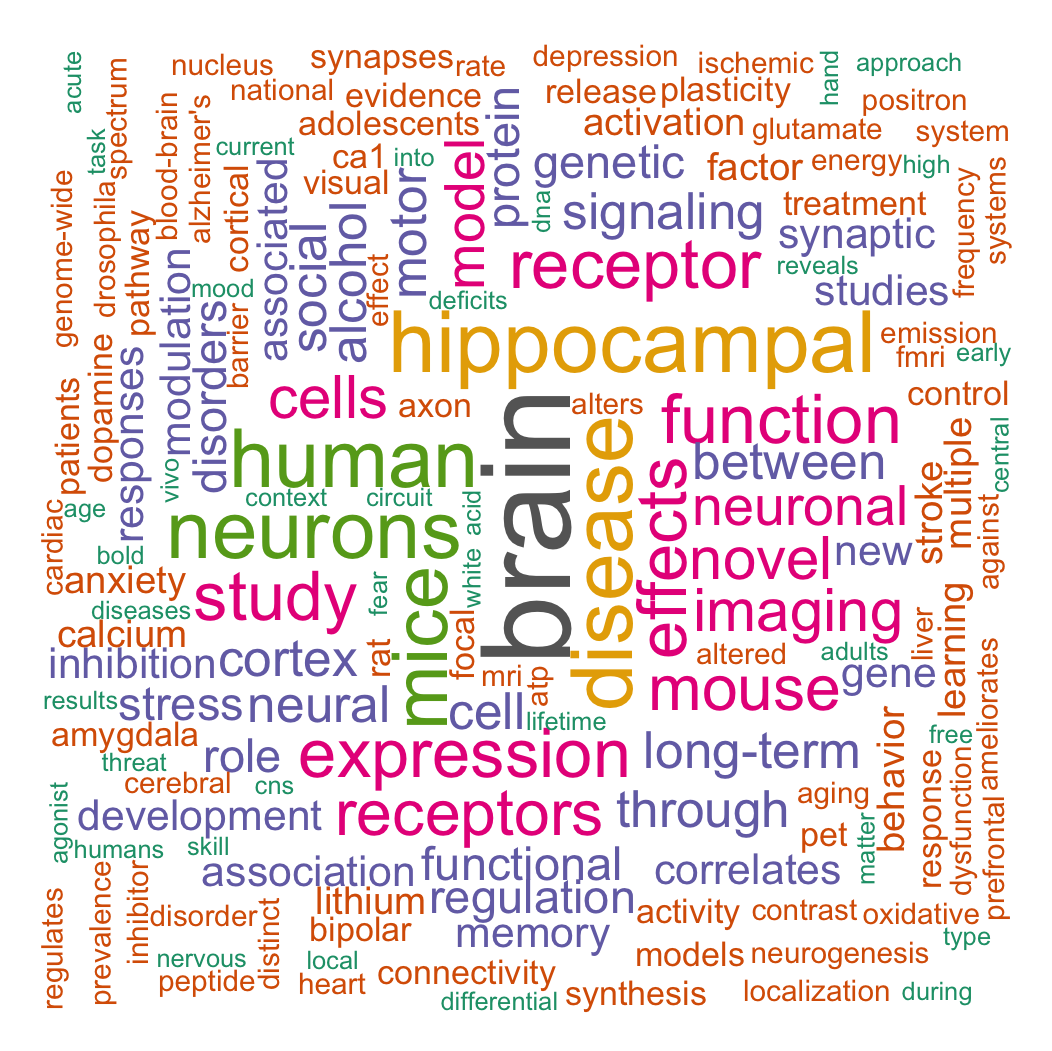 synapses
rate
depression
ischemic
hand
approach
nucleus
national
evidence
release
plasticity
positron
acute
spectrum
task
blood-brain
alzheimer's
adolescents
protein
activation
glutamate
system
current
ca1
into
visual
model
genetic
factor
energy
high
genome-wide
drosophila
pathway
cortical
associated
social
alcohol
motor
dna
signaling
treatment
synaptic
frequency
systems
mood
modulation
effect
deficits
receptor
reveals
studies
disorders
barrier
hippocampal
emission
fmri
early
patients
dopamine
responses
vivo
cells
axon
alters
function
control
human
brain
disease
between
central
age
context
circuit
acid
effects
neuronal
stroke
multiple
against
cardiac
bold
neurons
novel
new
anxiety
diseases
study
fear
mice
white
imaging
liver
learning
calcium
rat
focal
altered
adults
inhibition
cortex
mri
atp
mouse
gene
ameliorates
results
stress
neural
cell
lifetime
amygdala
threat
role
expression
long-term
behavior
free
cerebral
cns
response
dysfunction
prefrontal
agonist
development
receptors
through
aging
pet
matter
humans
skill
association
functional
correlates
regulates
prevalence
inhibitor
disorder
distinct
lithium
regulation
activity
contrast
oxidative
bipolar
memory
type
nervous
local
models
neurogenesis
peptide
heart
connectivity
differential
synthesis
localization
during